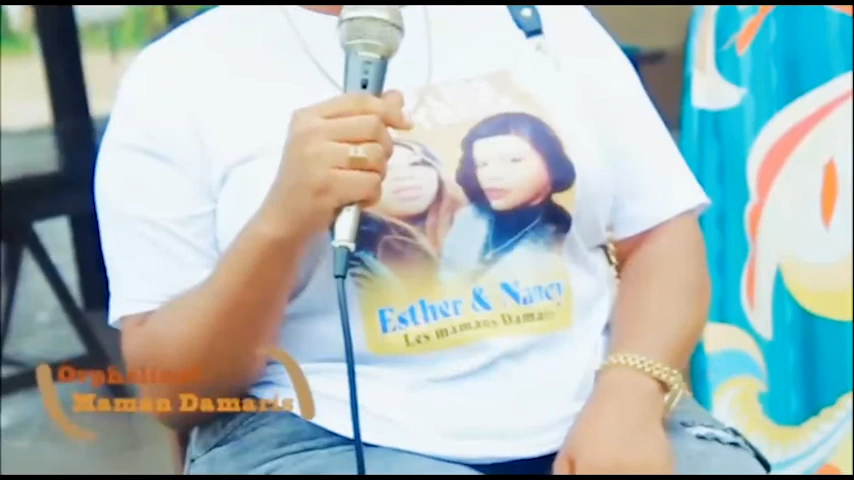 Esther & Nancy
Les mamans Damaris
Orphelinat
Maman Damaris